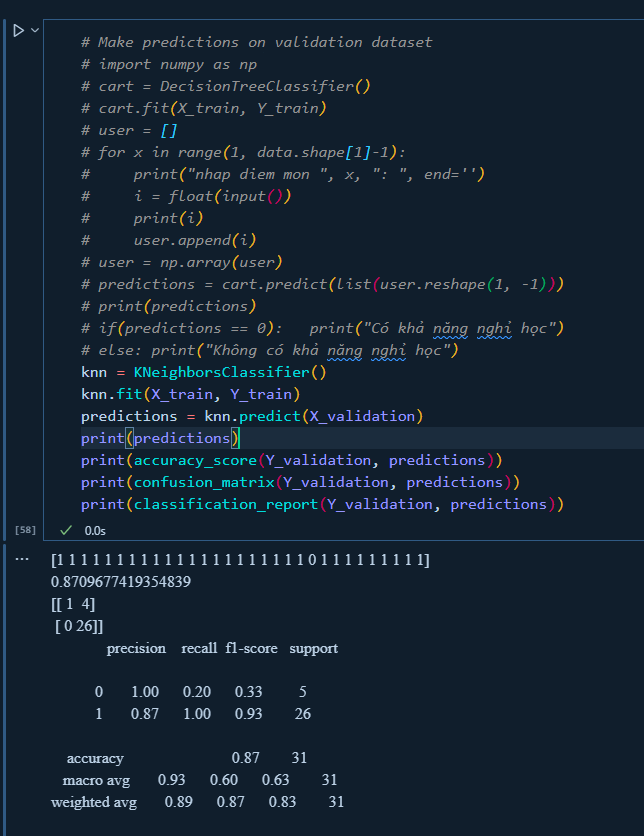 # Make predictions on validation dataset
# import numpy as np
# cart = DecisionTreeClassifier()
# cart.fit(X_train, Y_train)
# user = []
# for x in range(1, data.shape[1]-1):
#     print("nhap diem mon ", x, ": ", end='')
#     i = float(input())
#     print(i)
#     user.append(i)
# user = np.array(user)
# predictions = cart.predict(list(user.reshape(1, -1)))
# print(predictions)
# if(predictions == 0):   print("Có khả năng nghỉ học")
# else: print("Không có khả năng nghỉ học")
knn = KNeighborsClassifier()
knn.fit(X_train, Y_train)
predictions = knn.predict(X_validation)
print(predictions)
print(accuracy_score(Y_validation, predictions))
print(confusion_matrix(Y_validation, predictions))
print(classification_report(Y_validation, predictions))
[58] ✓ 0.0s
... [1 1 1 1 1 1 1 1 1 1 1 1 1 1 1 1 1 1 1 1 1 0 1 1 1 1 1 1 1 1 1]
0.8709677419354839
[[ 1  4]
 [ 0 26]]
precision recall f1-score support
0 1.00 0.20 0.33 5
1 0.87 1.00 0.93 26
accuracy 0.87 31
macro avg 0.93 0.60 0.63 31
weighted avg 0.89 0.87 0.83 31